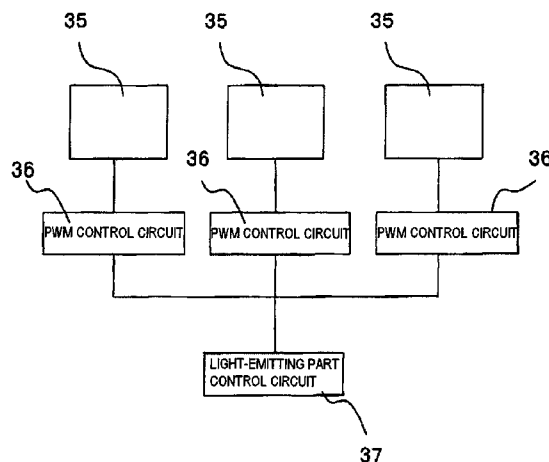 35
35
35
36
36
36
PWM CONTROL CIRCUIT
PWM CONTROL CIRCUIT
PWM CONTROL CIRCUIT
LIGHT-EMITTING PART
CONTROL CIRCUIT
37